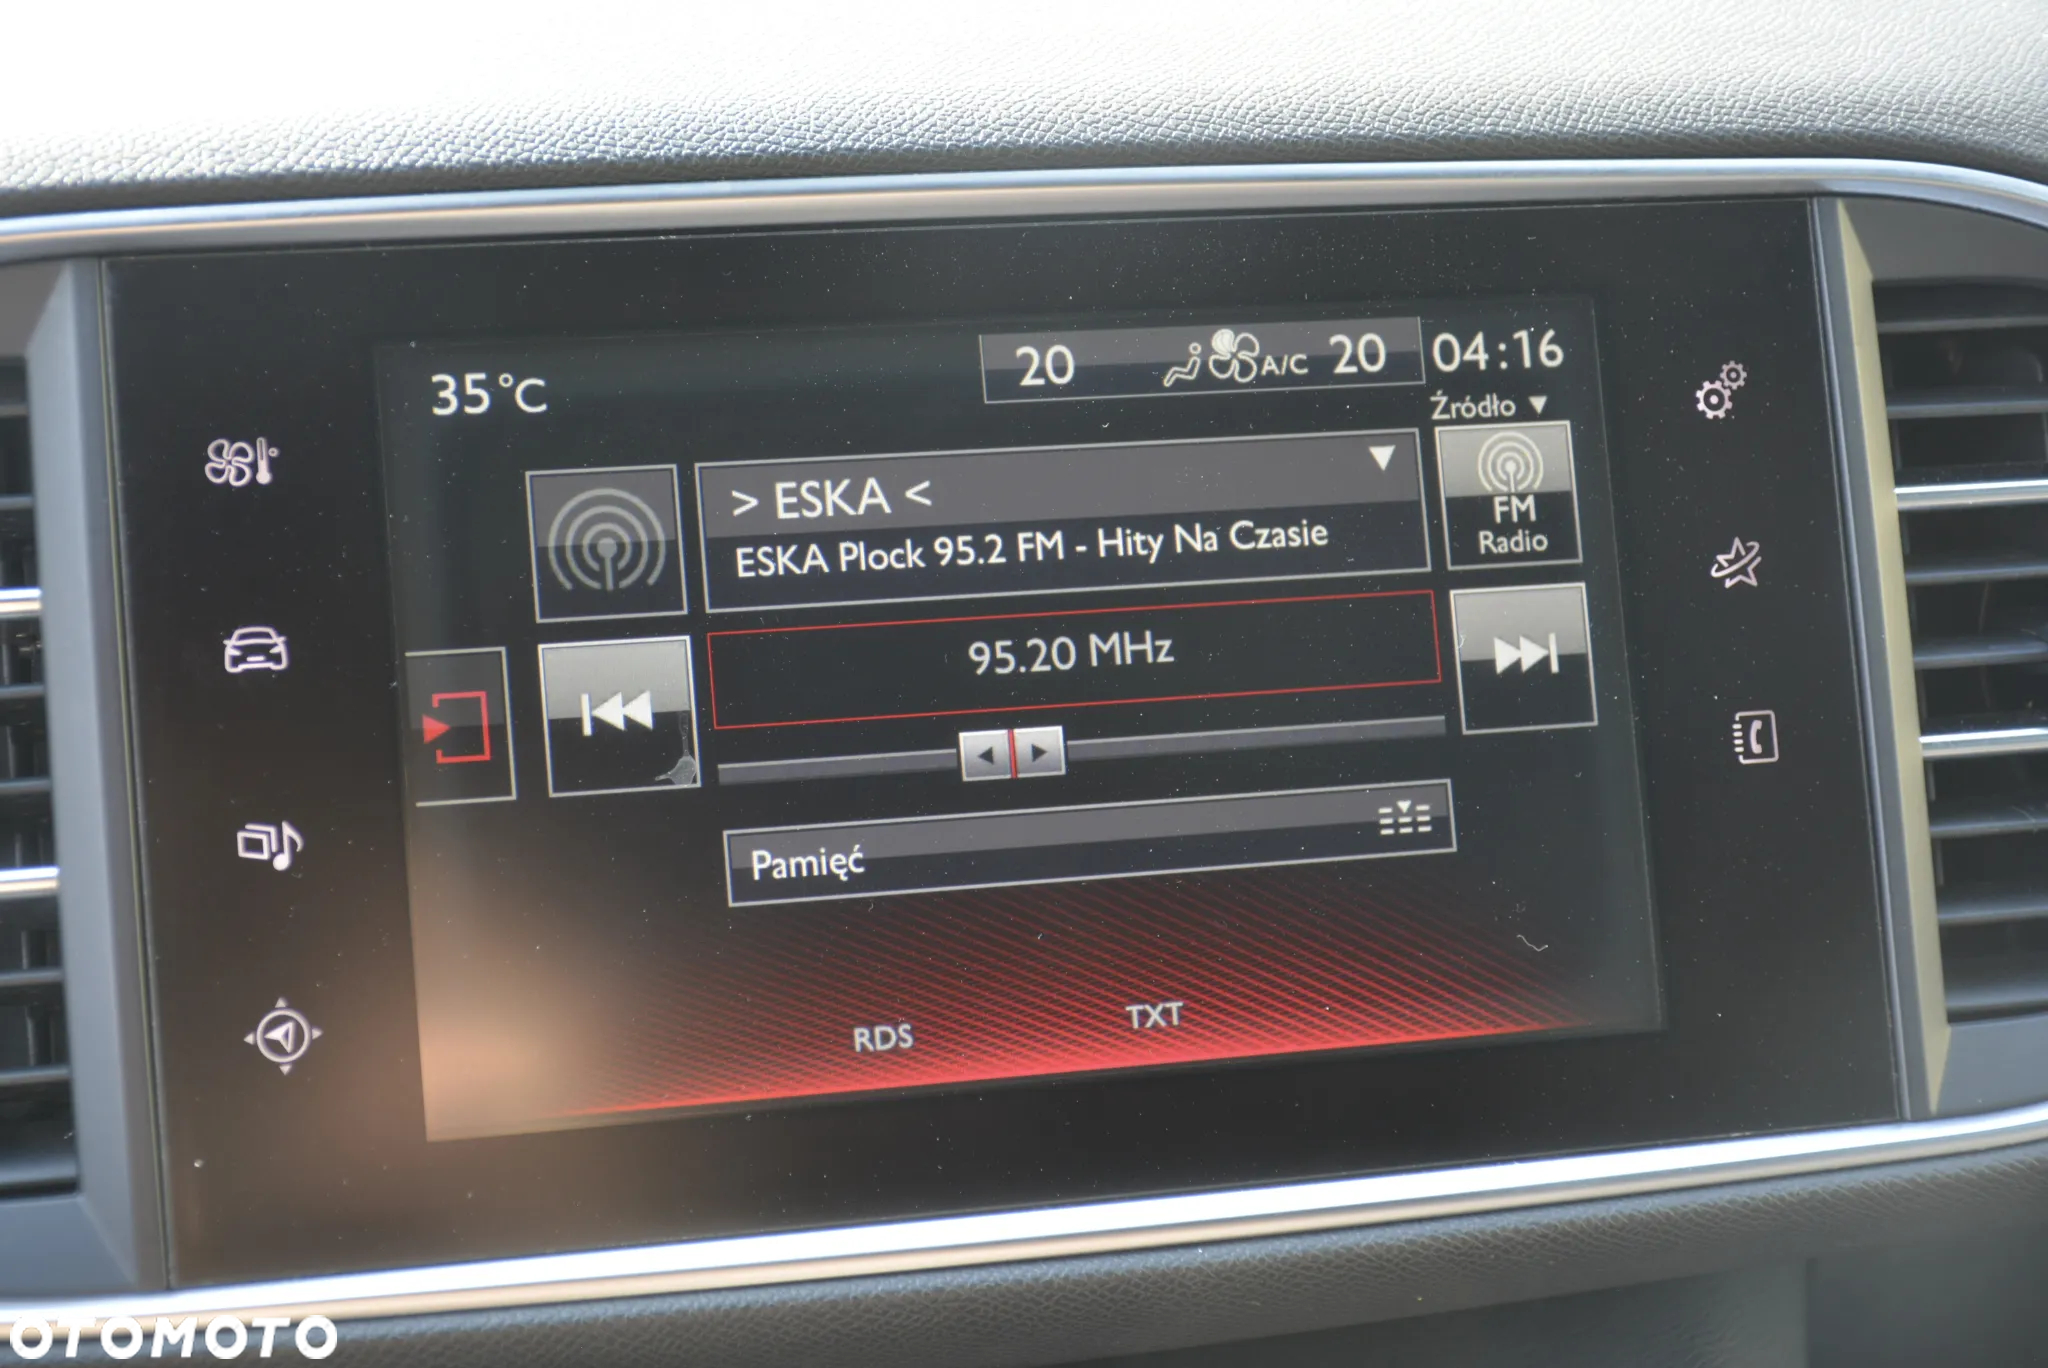 35°C
20 A/C 20
04:16
Źródło
> ESKA <
ESKA Plock 95.2 FM - Hity Na Czasie
FM
Radio
95.20 MHz
Pamięć
RDS
TXT
OTOMOTO